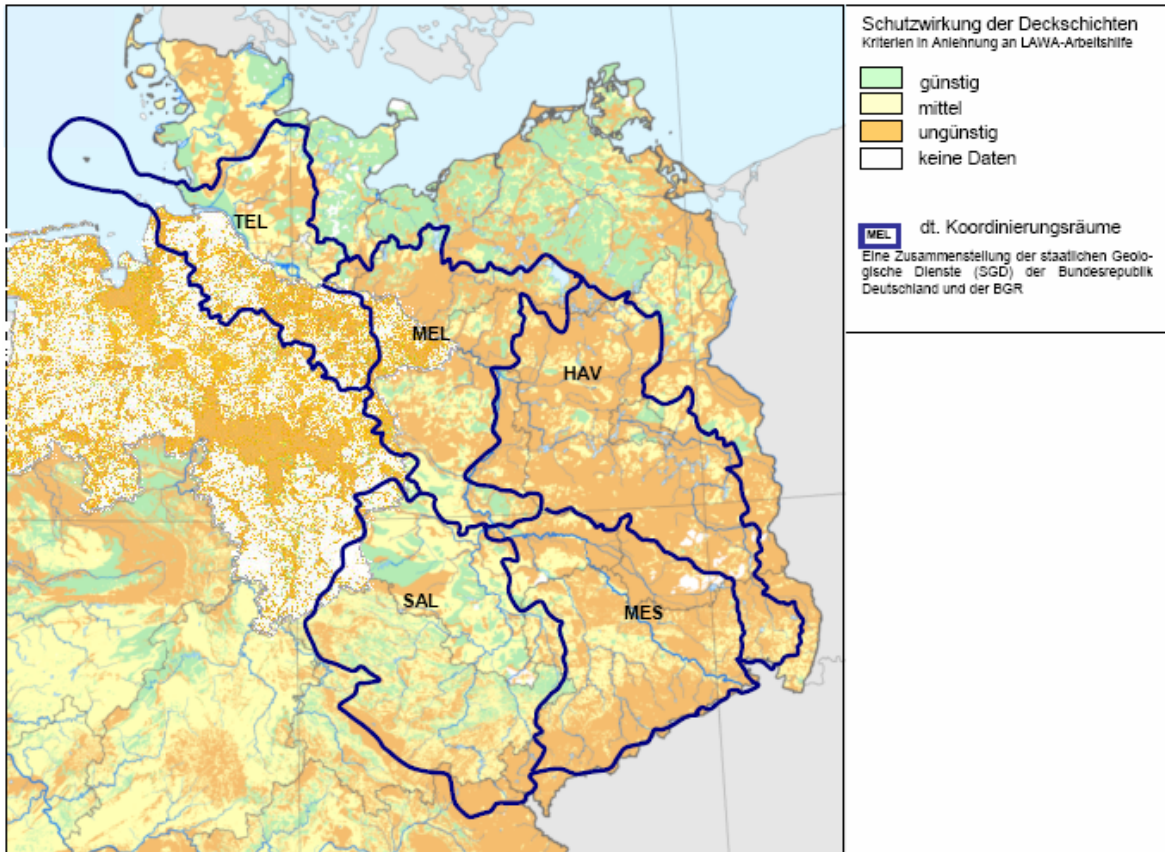 Schutzwirkung der Deckschichten
Kriterien in Anlehnung an LAWA-Arbeitshilfe
günstig
mittel
ungünstig
keine Daten
MEL dt. Koordinierungsräume
Eine Zusammenstellung der staatlichen Geolo-
gische Dienste (SGD) der Bundesrepublik
Deutschland und der BGR
TEL
MEL
HAV
SAL
MES